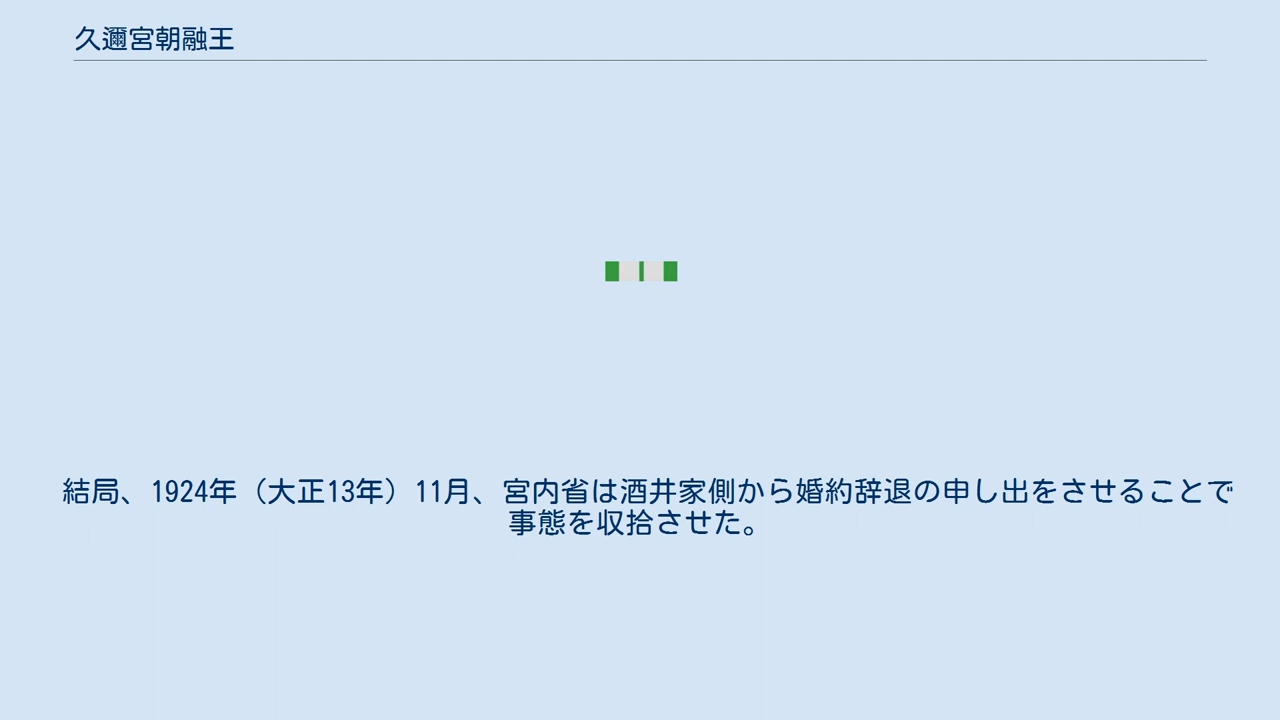 久邇宮朝融王
結局、1924年（大正13年）11月、宮内省は酒井家側から婚約辞退の申し出をさせることで
事態を収拾させた。